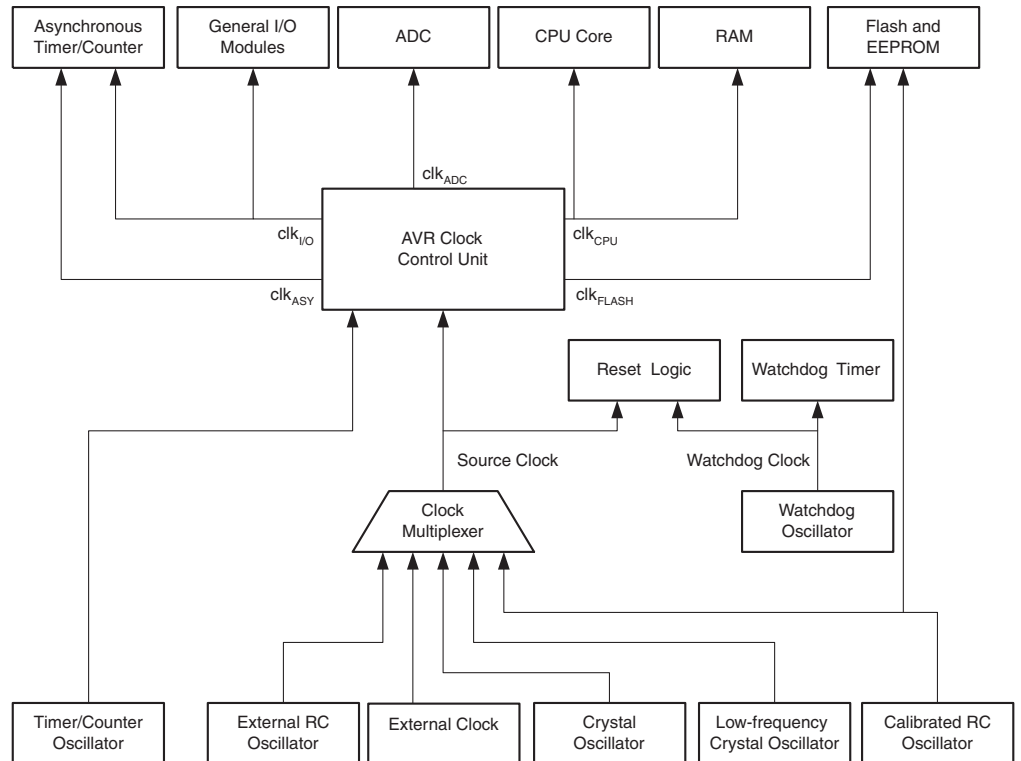 Asynchronous
Timer/Counter
General I/O
Modules
ADC
CPU Core
RAM
Flash and
EEPROM
clkADC
clkI/O
AVR Clock
Control Unit
clkCPU
clkASY
clkFLASH
Reset Logic
Watchdog Timer
Source Clock
Watchdog Clock
Clock
Multiplexer
Watchdog
Oscillator
Timer/Counter
Oscillator
External RC
Oscillator
External Clock
Crystal
Oscillator
Low-frequency
Crystal Oscillator
Calibrated RC
Oscillator